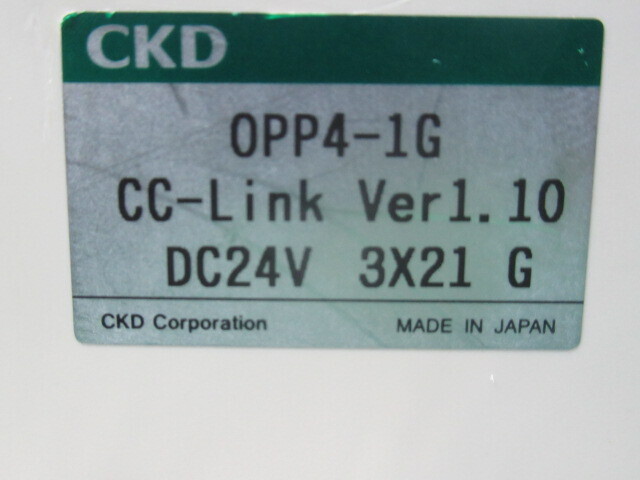 CKD
OPP4-1G
CC-Link Ver1.10
DC24V 3X21 G
CKD Corporation MADE IN JAPAN